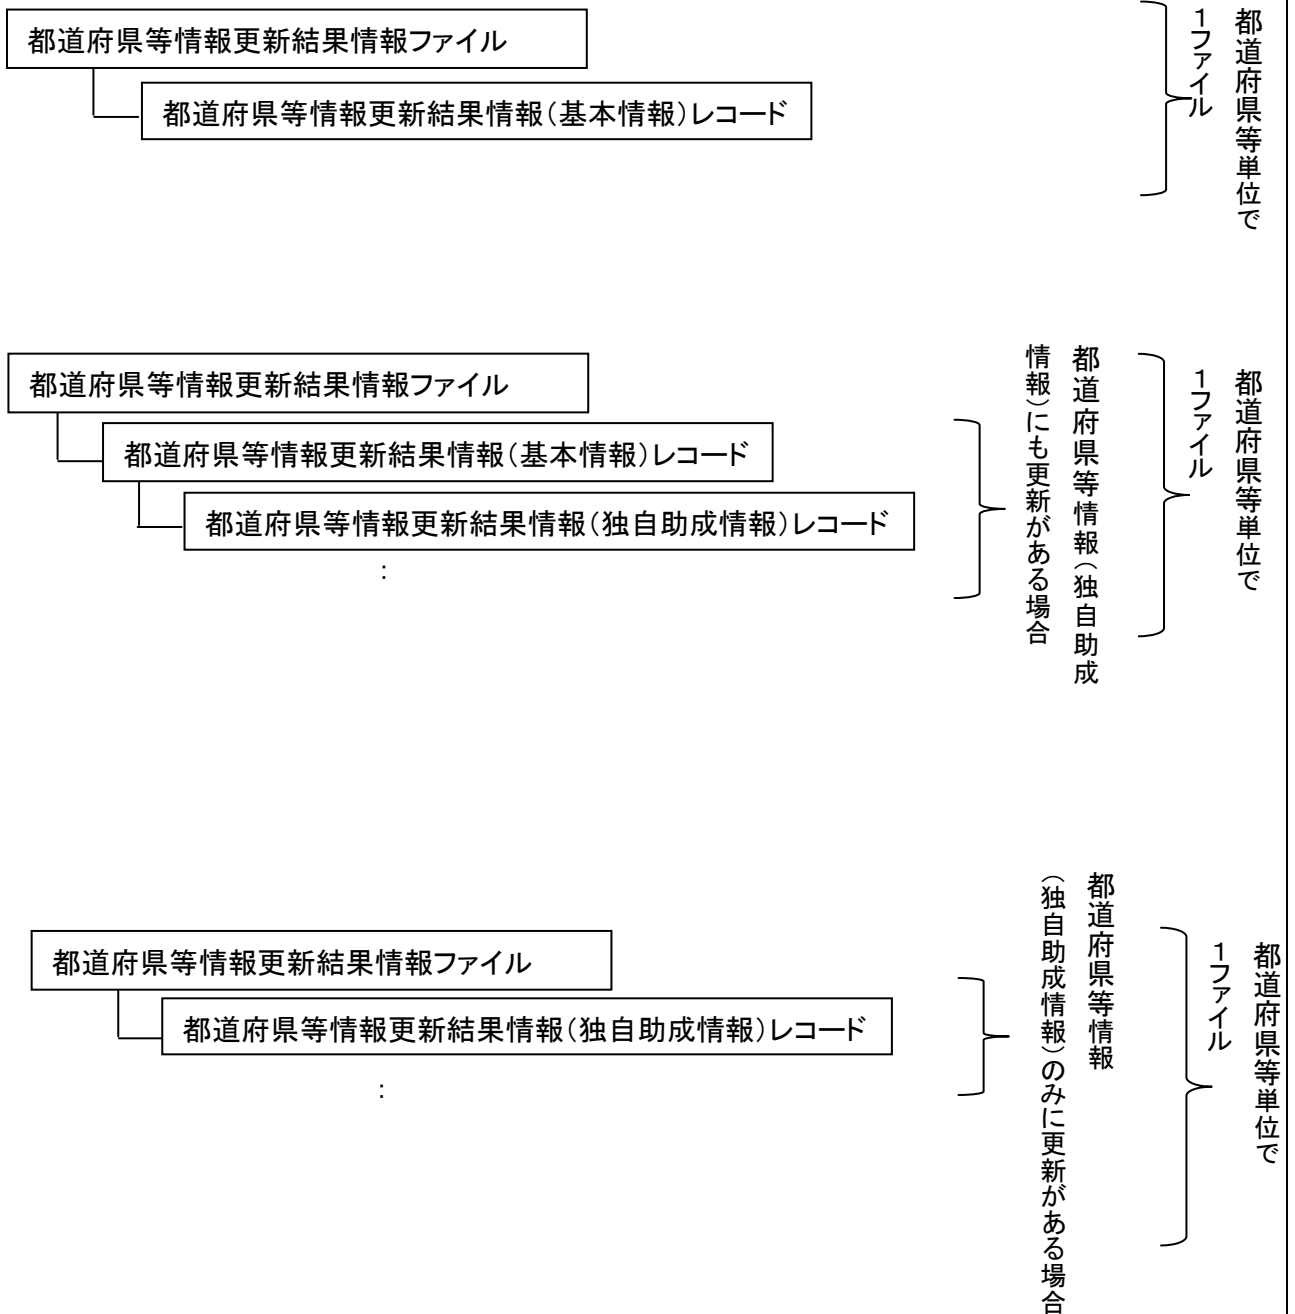 都道府県等情報更新結果情報ファイル
都道府県等情報更新結果情報（基本情報）レコード
都道府県等単位で
１ファイル
都道府県等情報更新結果情報ファイル
都道府県等情報更新結果情報（基本情報）レコード
都道府県等情報更新結果情報（独自助成情報）レコード
：
都道府県等情報（独自助成
情報）にも更新がある場合
都道府県等単位で
１ファイル
都道府県等情報更新結果情報ファイル
都道府県等情報更新結果情報（独自助成情報）レコード
：
都道府県等情報
（独自助成情報）のみに更新がある場合
都道府県等単位で
１ファイル